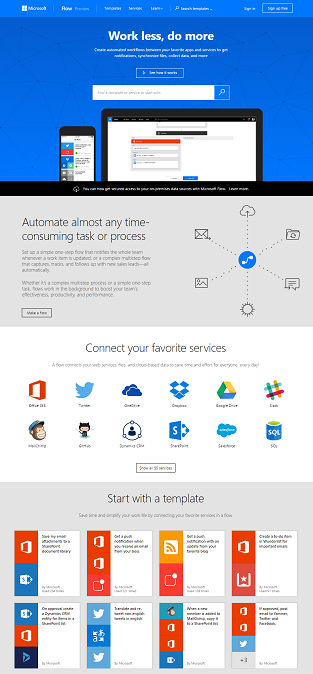 Microsoft Flow Preview Templates Services Learn Search templates... Sign in Sign up free
Work less, do more
Create automated workflows between your favorite apps and services to get
notifications, synchronize files, collect data, and more
See how it works
Find a template or service to start with
You can now get secured access to your on-premises data sources with Microsoft Flow. Learn more.
Automate almost any time-
consuming task or process
Set up a simple one-step flow that notifies the whole team
whenever a work item is updated, or a complex multistep flow
that captures, tracks, and follows up with new sales leads—all
automatically.
Whether it's a complex multistep process or a simple one step
task, flows work in the background to boost your team's
effectiveness, productivity, and performance.
Make a flow
Connect your favorite services
A flow connects your web services, files, and cloud-based data to save time and effort for everyone, every day!
Office 365 Twitter OneDrive Dropbox Google Drive Slack
MailChimp GitHub Dynamics CRM SharePoint Salesforce SQL
Show all 35 services
Start with a template
Save time and simplify your work life by connecting your favorite services in a flow
Save my email
attachments to a
SharePoint
document library
By Microsoft
Get a push
notification when
you receive an email
from your boss
By Microsoft
Get a push
notification with an
update from your
favorite blog
By Microsoft
Create a to-do item
in Wunderlist for
important emails
By Microsoft
On approval create
a Dynamics CRM
entity for items in a
SharePoint list
By Microsoft
Translate and re-
tweet non-english
tweets in english
By Microsoft
When a new
member is added to
MailChimp, copy it
to a SharePoint list
By Microsoft
If approved, post
email to Yammer,
Twitter and
Facebook.
+3
By Microsoft